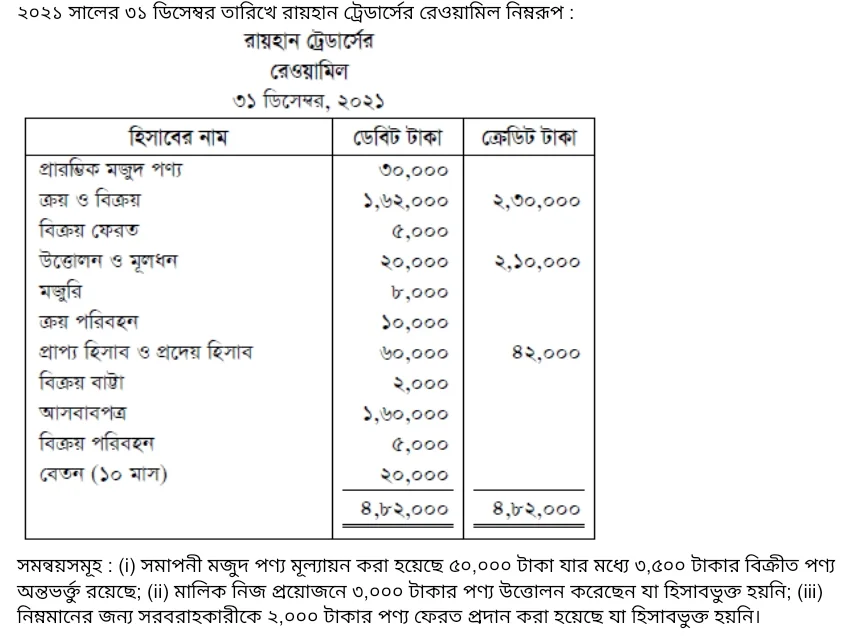 ২০২১ সালের ৩১ ডিসেম্বর তারিখে রায়হান ট্রেডার্সের রেওয়ামিল নিম্নরূপ :
রায়হান ট্রেডার্সের
রেওয়ামিল
৩১ ডিসেম্বর, ২০২১
হিসাবের নাম ডেবিট টাকা ক্রেডিট টাকা
প্রারম্ভিক মজুদ পণ্য ৩০,০০০
ক্রয় ও বিক্রয় ১,৬২,০০০ ২,৩০,০০০
বিক্রয় ফেরত ৫,০০০
উত্তোলন ও মূলধন ২০,০০০ ২,১০,০০০
মজুরি ৮,০০০
ক্রয় পরিবহন ১০,০০০
প্রাপ্য হিসাব ও প্রদেয় হিসাব ৬০,০০০ ৪২,০০০
বিক্রয় বাট্টা ২,০০০
আসবাবপত্র ১,৬০,০০০
বিক্রয় পরিবহন ৫,০০০
বেতন (১০ মাস) ২০,০০০
৪,৮২,০০০ ৪,৮২,০০০
সমন্বয়সমূহ : (i) সমাপনী মজুদ পণ্য মূল্যায়ন করা হয়েছে ৫০,০০০ টাকা যার মধ্যে ৩,৫০০ টাকার বিক্রীত পণ্য
অন্তর্ভুক্ত রয়েছে; (ii) মালিক নিজ প্রয়োজনে ৩,০০০ টাকার পণ্য উত্তোলন করেছেন যা হিসাবভুক্ত হয়নি; (iii)
নিম্নমানের জন্য সরবরাহকারীকে ২,০০০ টাকার পণ্য ফেরত প্রদান করা হয়েছে যা হিসাবভুক্ত হয়নি।